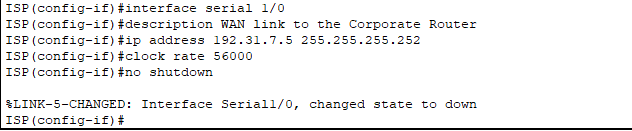 ISP(config-if)#interface serial 1/0
ISP(config-if)#description WAN link to the Corporate Router
ISP(config-if)#ip address 192.31.7.5 255.255.255.252
ISP(config-if)#clock rate 56000
ISP(config-if)#no shutdown
%LINK-5-CHANGED: Interface Serial1/0, changed state to down
ISP(config-if)#